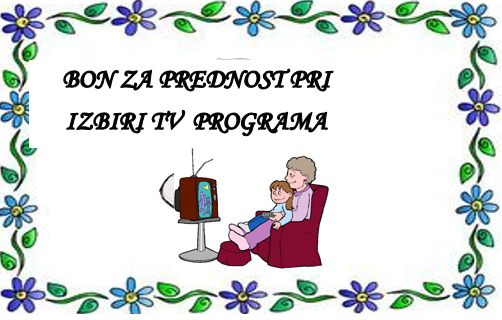 BON ZA PREDNOST PRI
IZBIRI TV PROGRAMA